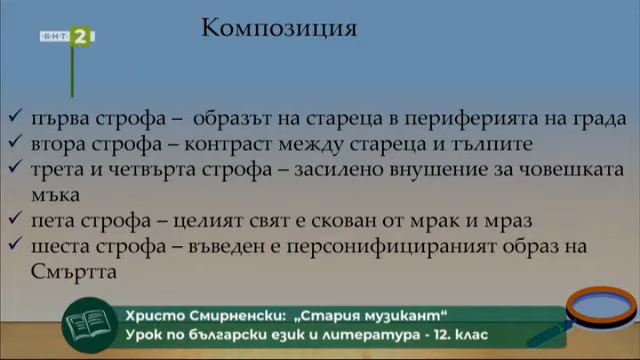 Композиция
БНТ 2
първа строфа – образът на стареца в периферията на града
втора строфа – контраст между стареца и тълпите
трета и четвърта строфа – засилено внушение за човешката
мъка
пета строфа – целият свят е скован от мрак и мраз
шеста строфа – въведен е персонифицираният образ на
Смъртта
Христо Смирненски: „Стария музикант“
Урок по български език и литература - 12. клас